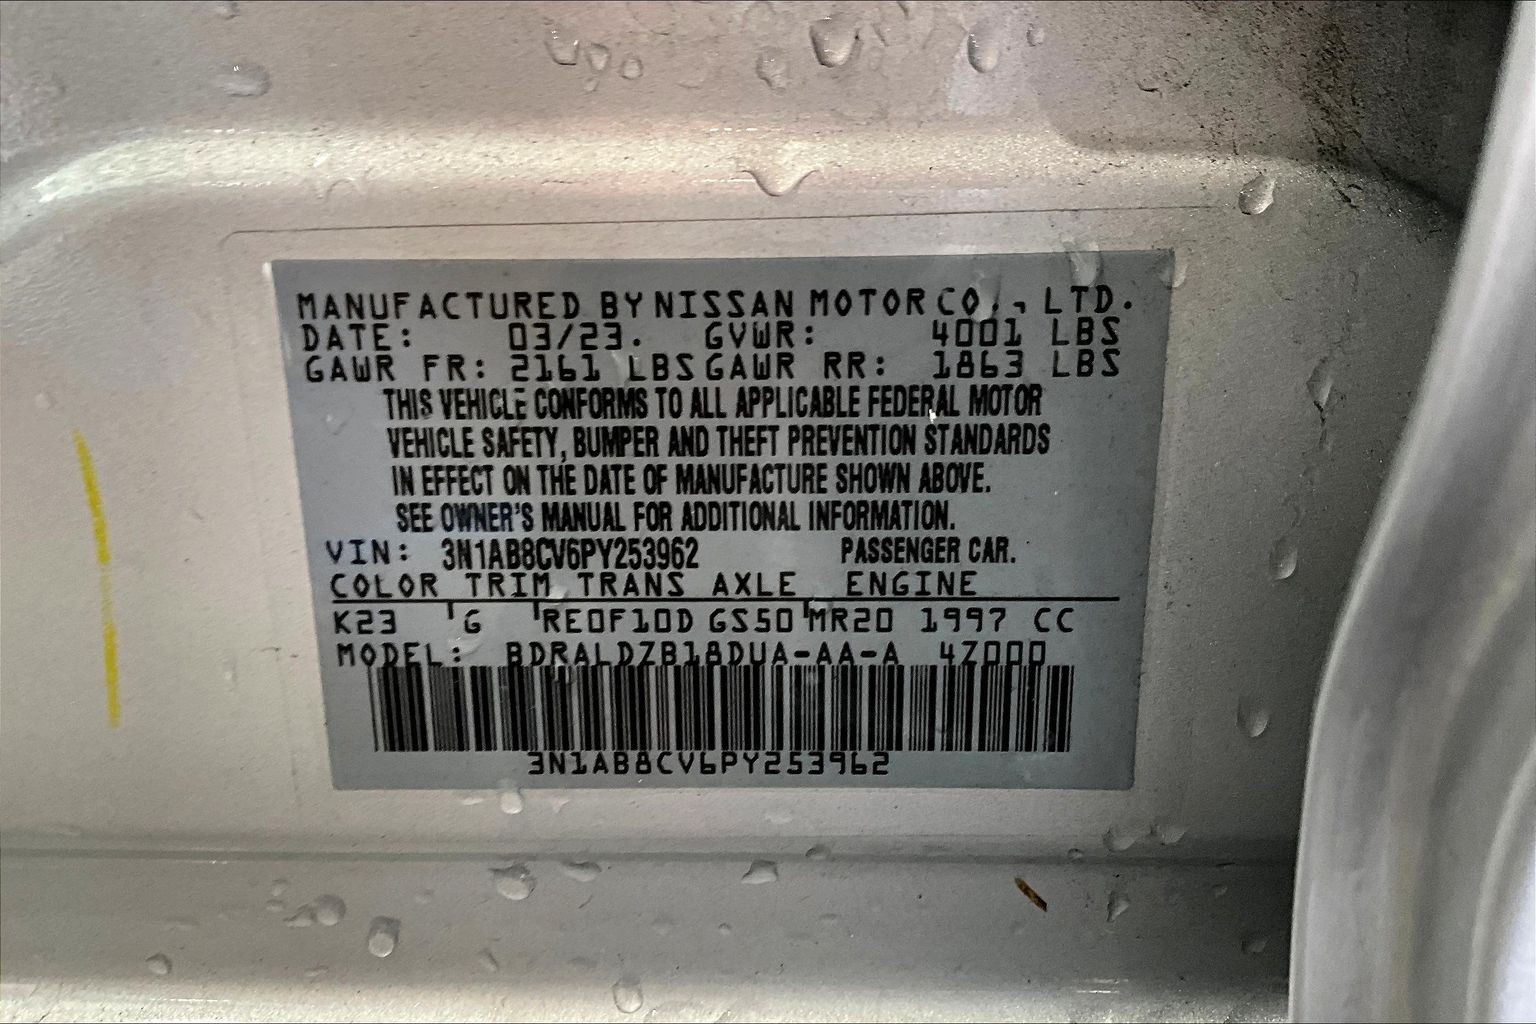 MANUFACTURED BY NISSAN MOTOR CO., LTD.
DATE: 03/23. GVWR: 4001 LBS
GAWR FR: 2161 LBS GAWR RR: 1863 LBS
THIS VEHICLE CONFORMS TO ALL APPLICABLE FEDERAL MOTOR
VEHICLE SAFETY, BUMPER AND THEFT PREVENTION STANDARDS
IN EFFECT ON THE DATE OF MANUFACTURE SHOWN ABOVE.
SEE OWNER'S MANUAL FOR ADDITIONAL INFORMATION.
VIN: 3N1AB8CV6PY253962 PASSENGER CAR.
COLOR TRIM TRANS AXLE ENGINE
K23 G RE0F10D GS50 MR20 1997 CC
MODEL: BDRALDZB18DUA-AA-A 4Z000
3N1AB8CV6PY253962